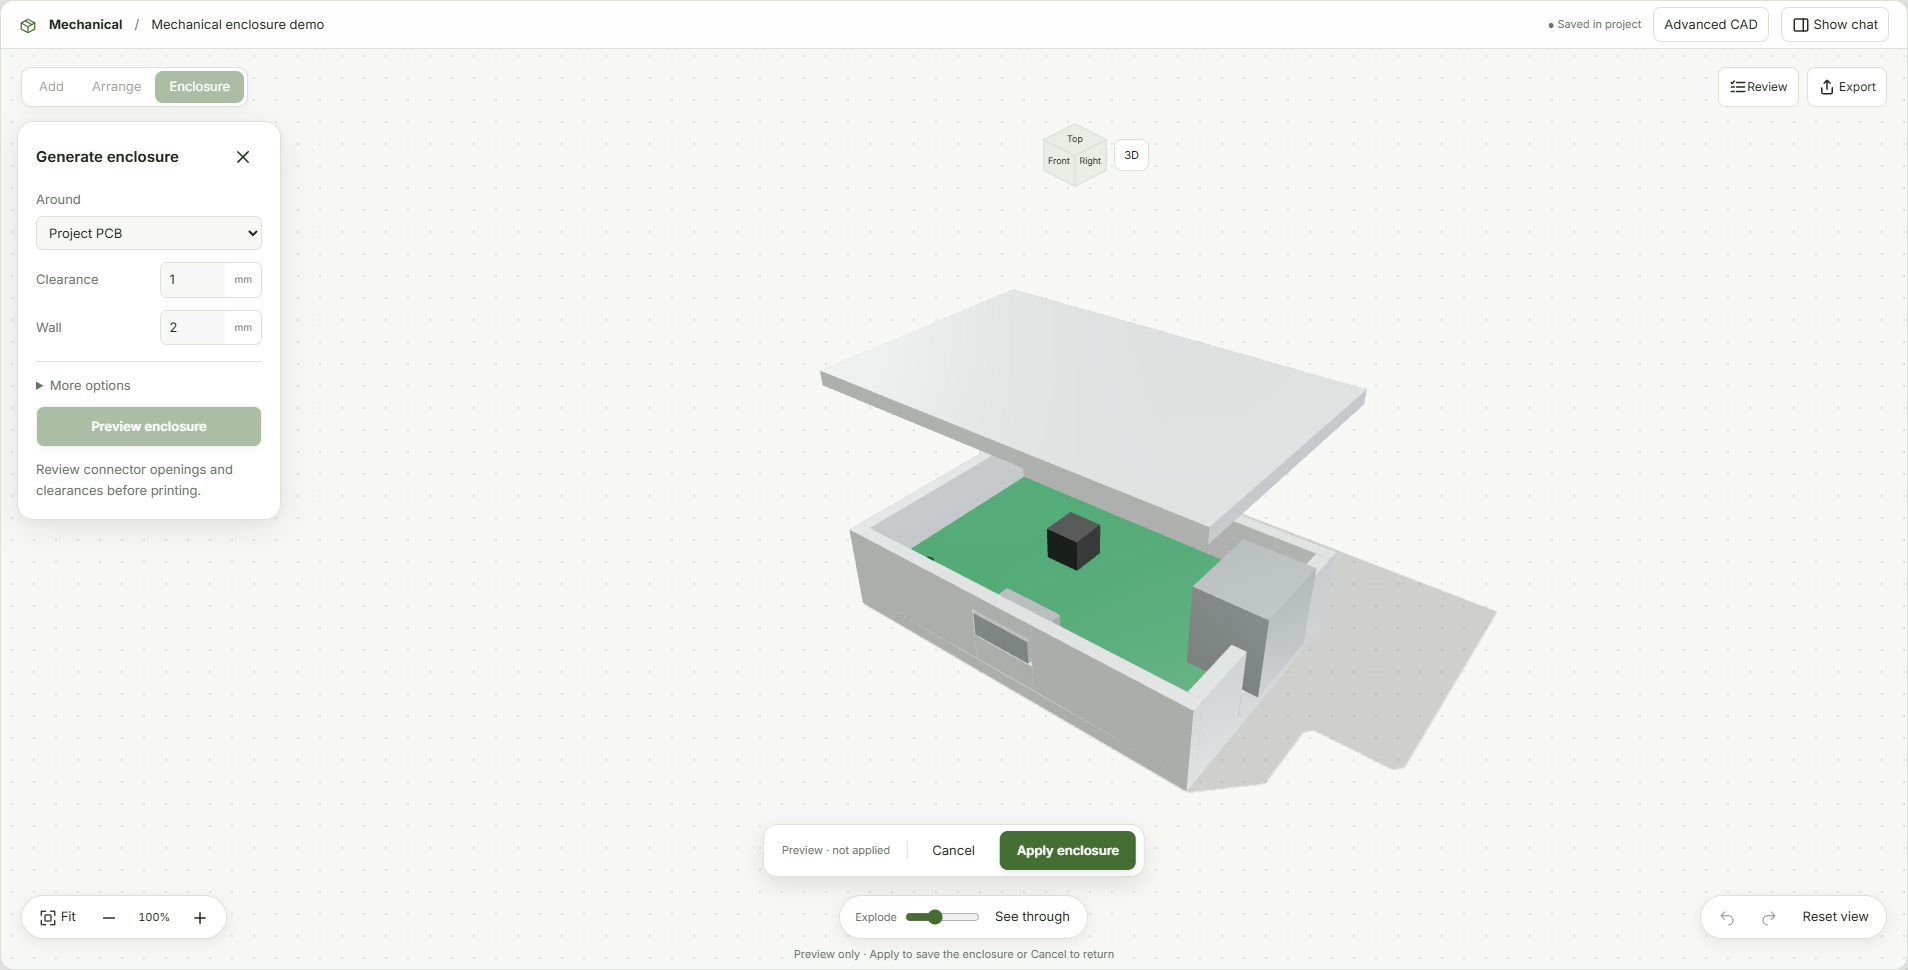 Mechanical / Mechanical enclosure demo
Saved in project
Advanced CAD
Show chat
Add
Arrange
Enclosure
Review
Export
Generate enclosure
Around
Project PCB
Clearance
1
mm
Wall
2
mm
More options
Preview enclosure
Review connector openings and
clearances before printing.
Top
Front
Right
3D
Preview · not applied
Cancel
Apply enclosure
Fit
100%
Explode
See through
Reset view
Preview only · Apply to save the enclosure or Cancel to return